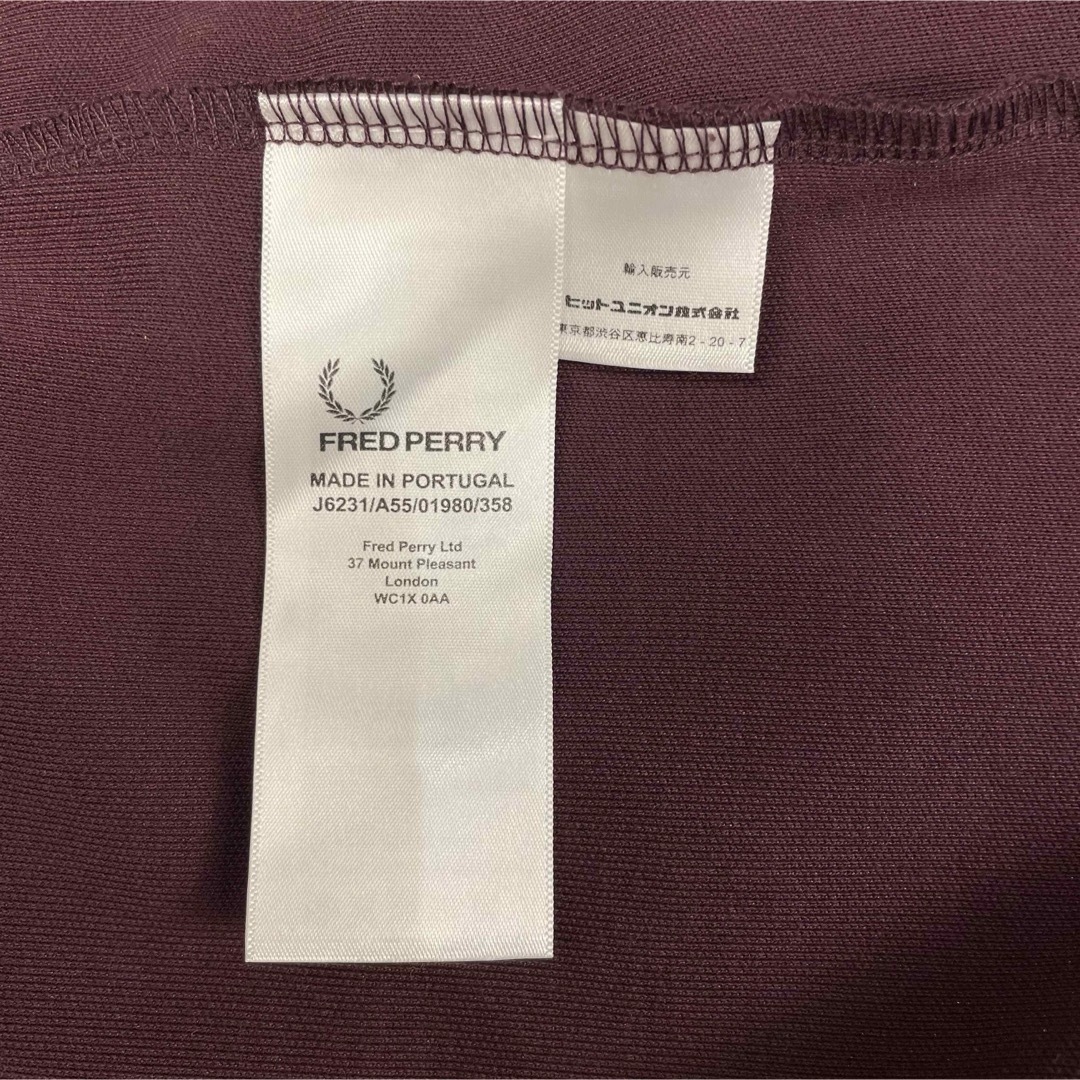 FRED PERRY
MADE IN PORTUGAL
J6231/A55/01980/358
Fred Perry Ltd
37 Mount Pleasant
London
WC1X 0AA
輸入販売元
ヒットユニオン株式会社
東京都渋谷区恵比寿南2-20-7